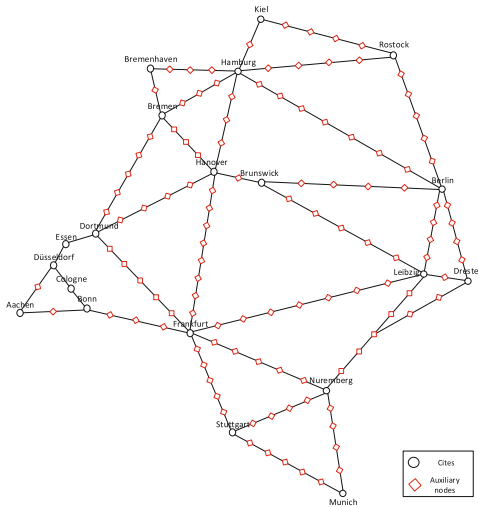 Kiel
Rostock
Bremenhaven
Hamburg
Bremen
Hanover
Brunswick
Berlin
Dortmund
Essen
Düsseldorf
Cologne
Leibzig
Dreste
Aachen
Bonn
Frankfurt
Nuremberg
Stuttgart
Munich
Cites
Auxiliary
nodes